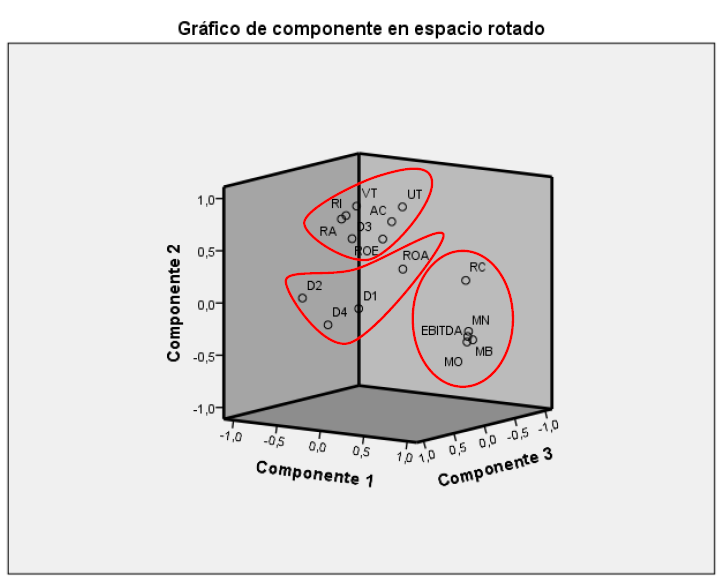 Gráfico de componente en espacio rotado
VT
UT
RI
AC
RA
D3
ROE
ROA
RC
D2
D1
D4
MN
EBITDA
MB
MO
Componente 2
1,0
0,5
0,0
-0,5
-1,0
-1,0
-0,5
0,0
0,5
1,0
Componente 1
1,0
0,5
0,0
-0,5
-1,0
Componente 3